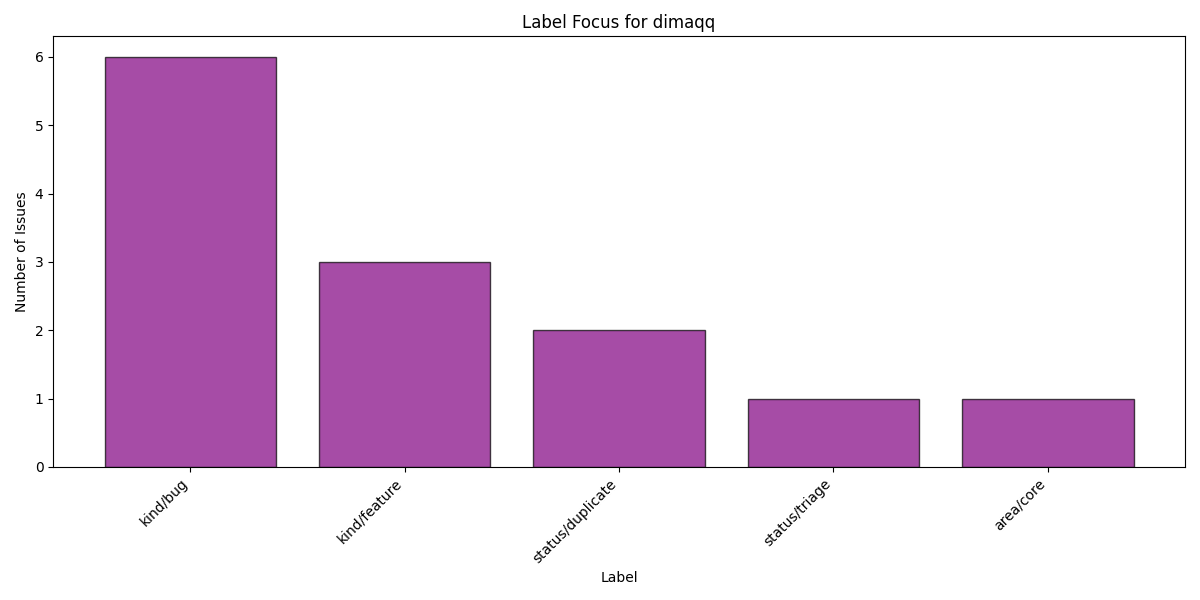 Label Focus for dimaqq
Number of Issues
6
5
4
3
2
1
0
kind/bug
kind/feature
status/duplicate
status/triage
area/core
Label